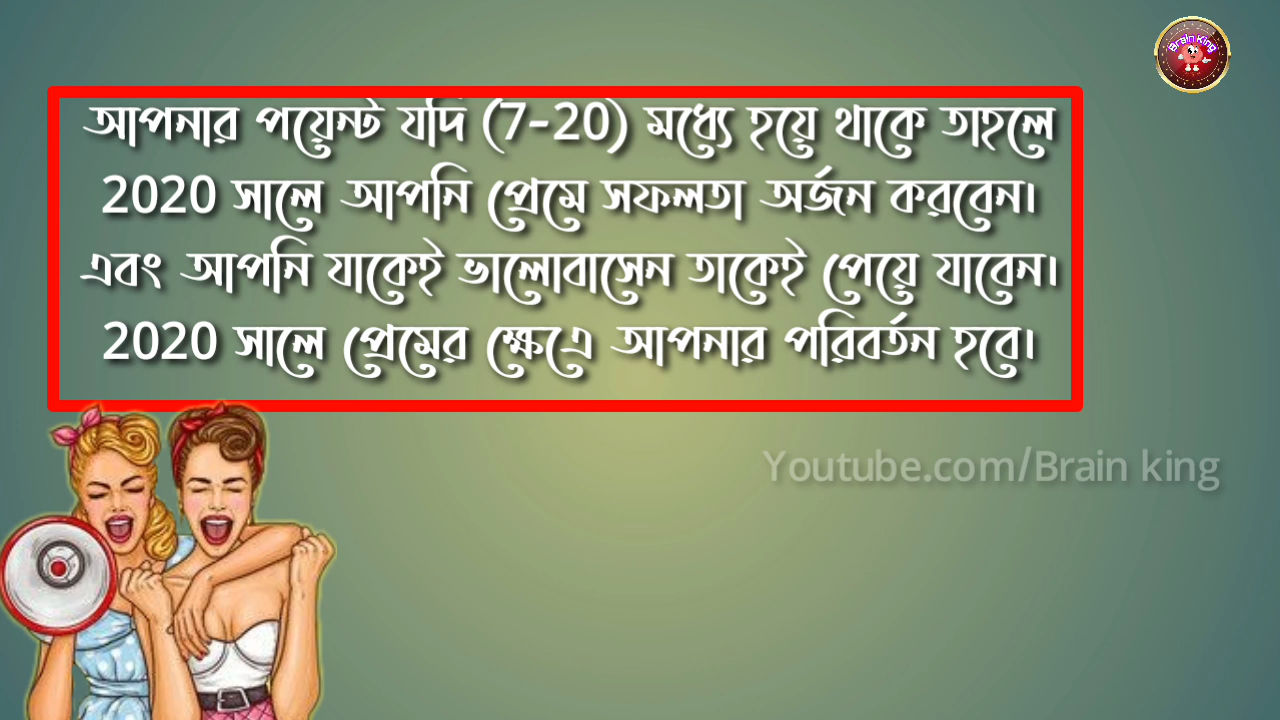 Brain King
আপনার পয়েন্ট যদি (7-20) মধ্যে হয়ে থাকে তাহলে
2020 সালে আপনি প্রেমে সফলতা অর্জন করবেন।
এবং আপনি যাকেই ভালোবাসেন তাকেই পেয়ে যাবেন।
2020 সালে প্রেমের ক্ষেএে আপনার পরিবর্তন হবে।
Youtube.com/Brain king